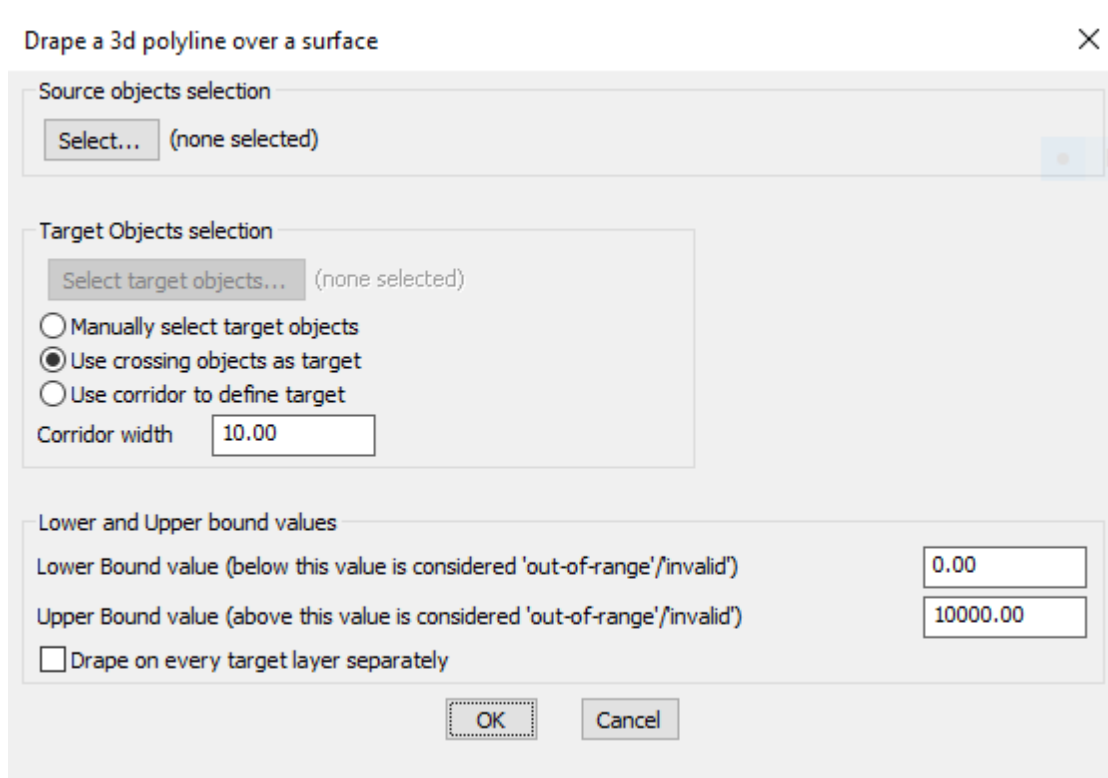 Drape a 3d polyline over a surface
Source objects selection
Select... (none selected)
Target Objects selection
Select target objects... (none selected)
Manually select target objects
Use crossing objects as target
Use corridor to define target
Corridor width 10.00
Lower and Upper bound values
Lower Bound value (below this value is considered 'out-of-range'/'invalid') 0.00
Upper Bound value (above this value is considered 'out-of-range'/'invalid') 10000.00
Drape on every target layer separately
OK Cancel